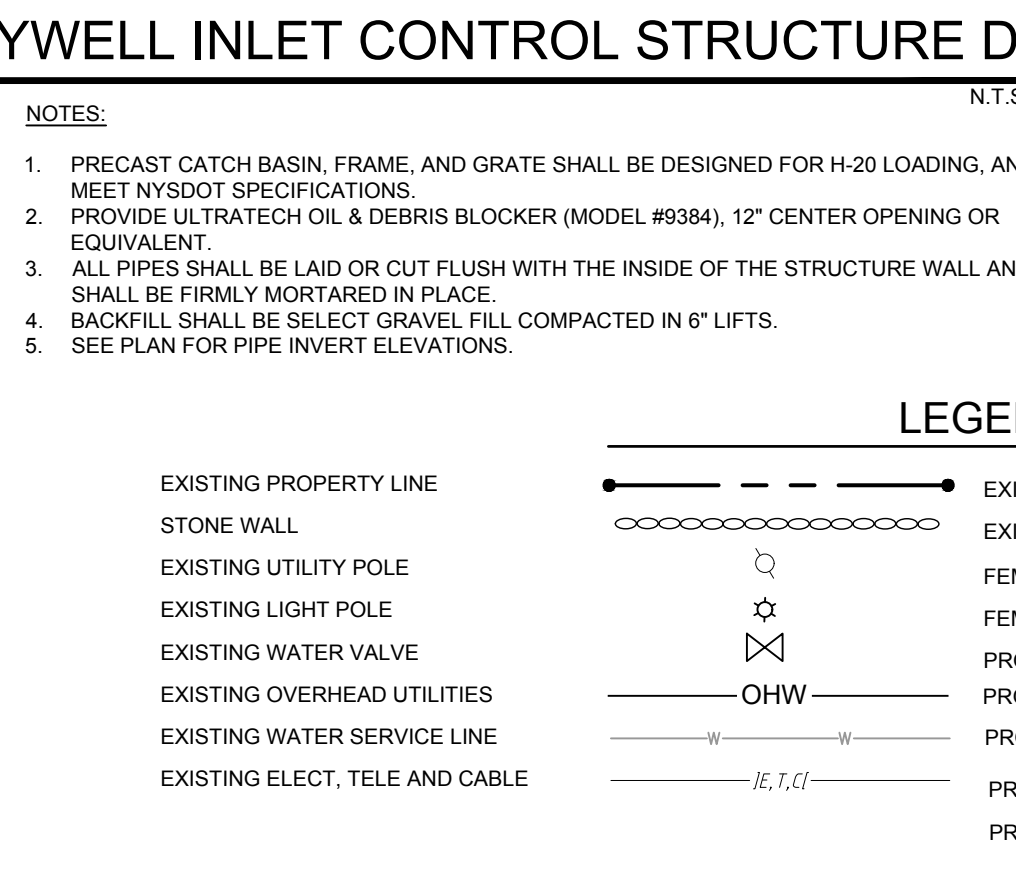 YWELL INLET CONTROL STRUCTURE D
N.T.S
NOTES:
1. PRECAST CATCH BASIN, FRAME, AND GRATE SHALL BE DESIGNED FOR H-20 LOADING, AN
MEET NYSDOT SPECIFICATIONS.
2. PROVIDE ULTRATECH OIL & DEBRIS BLOCKER (MODEL #9384), 12" CENTER OPENING OR
EQUIVALENT.
3. ALL PIPES SHALL BE LAID OR CUT FLUSH WITH THE INSIDE OF THE STRUCTURE WALL AN
SHALL BE FIRMLY MORTARED IN PLACE.
4. BACKFILL SHALL BE SELECT GRAVEL FILL COMPACTED IN 6" LIFTS.
5. SEE PLAN FOR PIPE INVERT ELEVATIONS.
LEGE
EXISTING PROPERTY LINE
STONE WALL
EXISTING UTILITY POLE
EXISTING LIGHT POLE
EXISTING WATER VALVE
EXISTING OVERHEAD UTILITIES OHW
EXISTING WATER SERVICE LINE W W
EXISTING ELECT, TELE AND CABLE ]E,T,C[
EXI
EXI
FEM
FEM
PRO
PRO
PRO
PR
PR